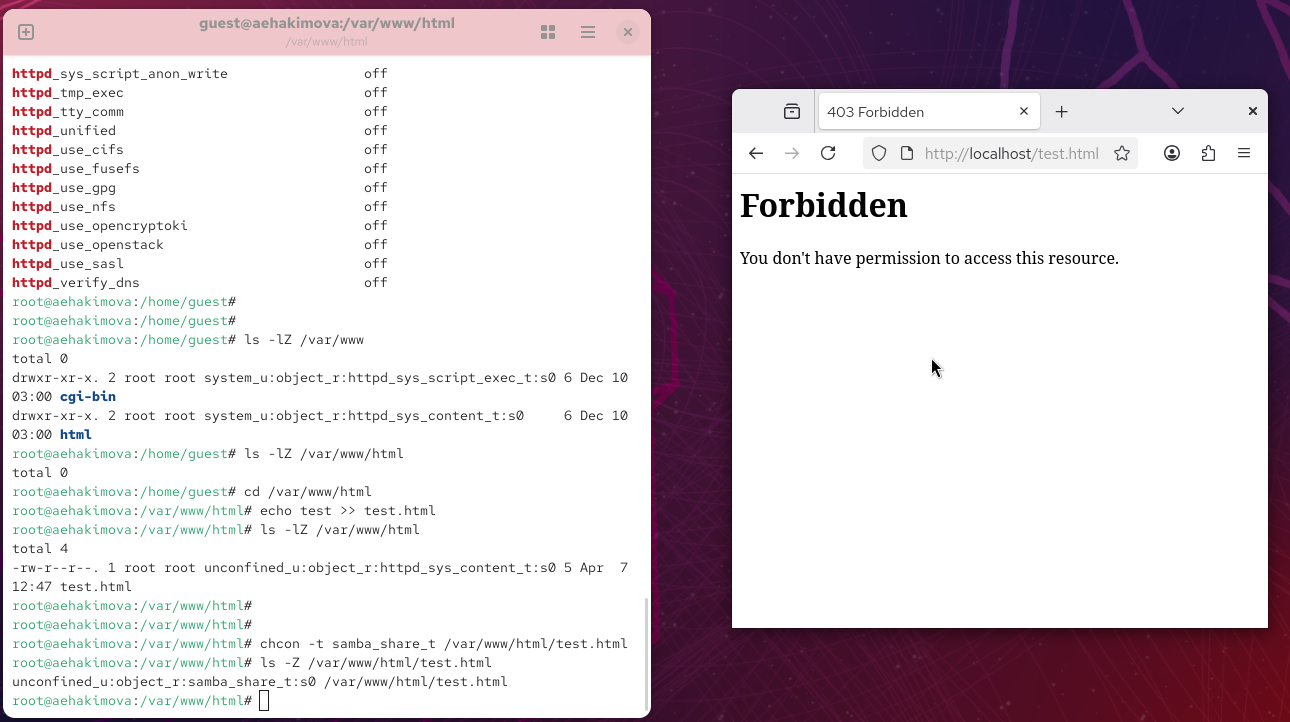 guest@aehakimova:/var/www/html
/var/www/html
httpd_sys_script_anon_write off
httpd_tmp_exec off
httpd_tty_comm off
httpd_unified off
httpd_use_cifs off
httpd_use_fusefs off
httpd_use_gpg off
httpd_use_nfs off
httpd_use_opencryptoki off
httpd_use_openstack off
httpd_use_sasl off
httpd_verify_dns off
root@aehakimova:/home/guest#
root@aehakimova:/home/guest#
root@aehakimova:/home/guest# ls -lZ /var/www
total 0
drwxr-xr-x. 2 root root system_u:object_r:httpd_sys_script_exec_t:s0 6 Dec 10
03:00 cgi-bin
drwxr-xr-x. 2 root root system_u:object_r:httpd_sys_content_t:s0     6 Dec 10
03:00 html
root@aehakimova:/home/guest# ls -lZ /var/www/html
total 0
root@aehakimova:/home/guest# cd /var/www/html
root@aehakimova:/var/www/html# echo test >> test.html
root@aehakimova:/var/www/html# ls -lZ /var/www/html
total 4
-rw-r--r--. 1 root root unconfined_u:object_r:httpd_sys_content_t:s0 5 Apr  7
12:47 test.html
root@aehakimova:/var/www/html#
root@aehakimova:/var/www/html#
root@aehakimova:/var/www/html# chcon -t samba_share_t /var/www/html/test.html
root@aehakimova:/var/www/html# ls -Z /var/www/html/test.html
unconfined_u:object_r:samba_share_t:s0 /var/www/html/test.html
root@aehakimova:/var/www/html#
403 Forbidden
http://localhost/test.html
Forbidden
You don't have permission to access this resource.